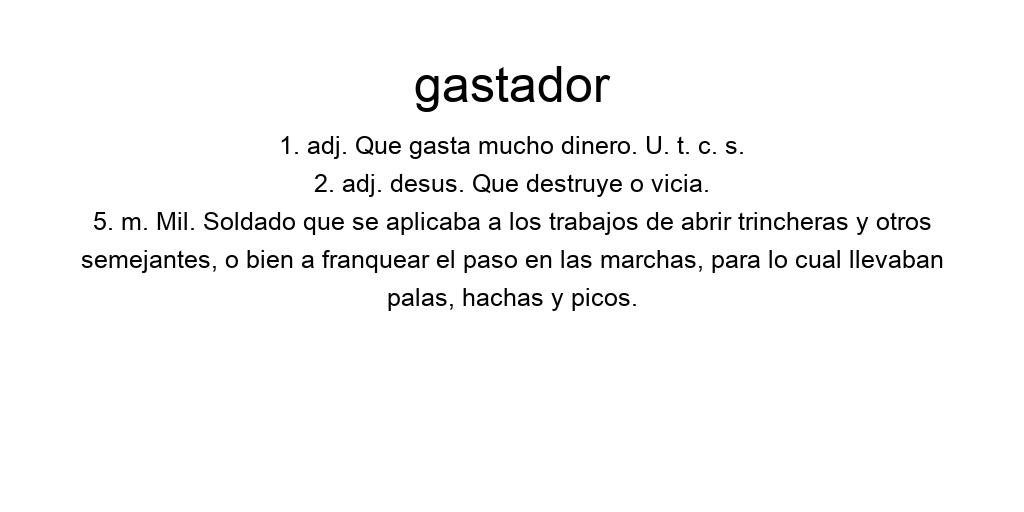 gastador
1. adj. Que gasta mucho dinero. U. t. c. s.
2. adj. desus. Que destruye o vicia.
5. m. Mil. Soldado que se aplicaba a los trabajos de abrir trincheras y otros
semejantes, o bien a franquear el paso en las marchas, para lo cual llevaban
palas, hachas y picos.